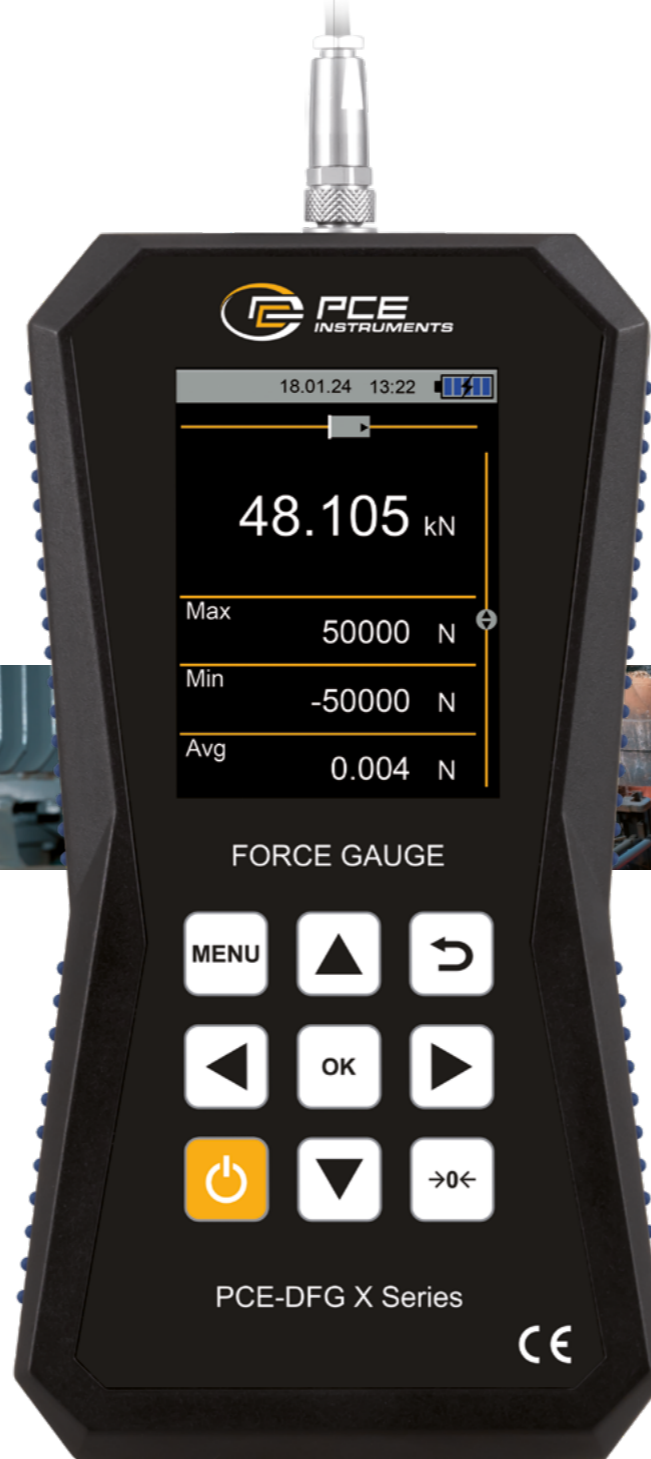 PCE
INSTRUMENTS
18.01.24 13:22
48.105 kN
Max
50000 N
Min
-50000 N
Avg
0.004 N
FORCE GAUGE
MENU
OK
→0←
PCE-DFG X Series
CE